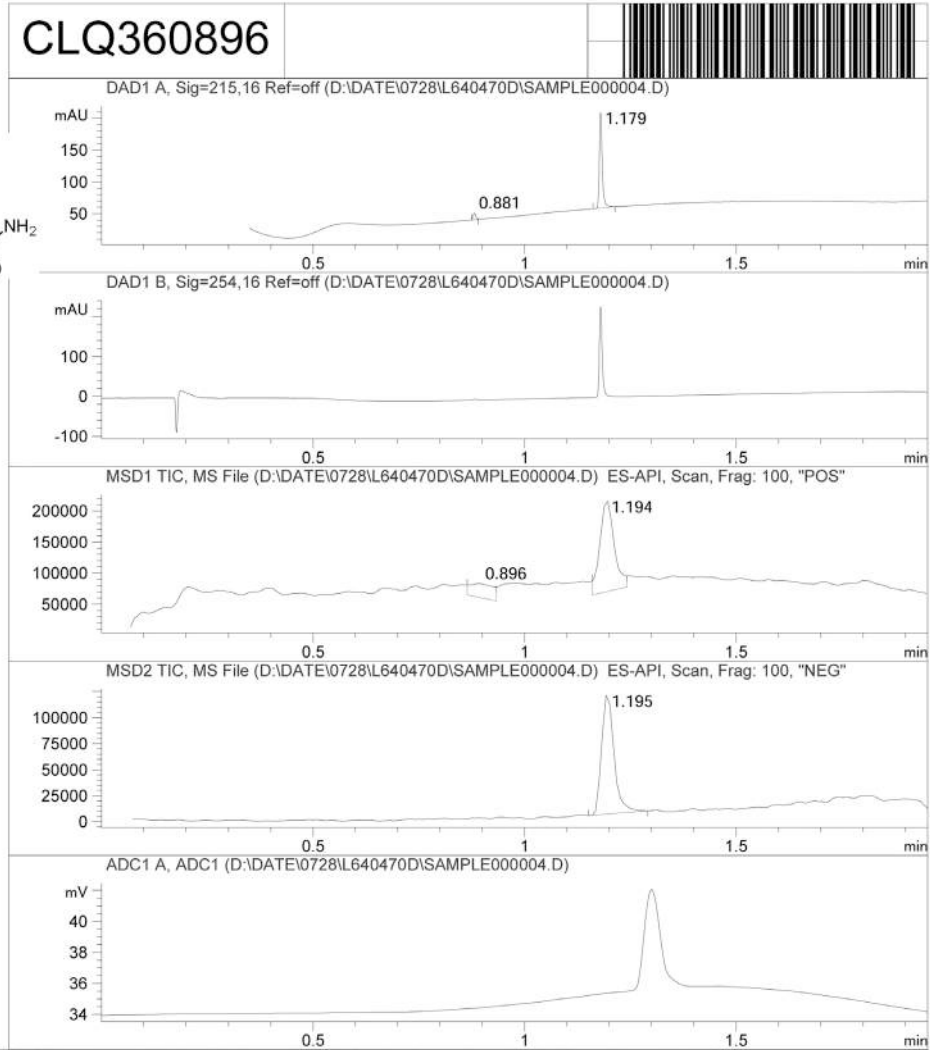 CLQ360896
DAD1 A, Sig=215,16 Ref=off (D:\DATE\0728\L640470D\SAMPLE000004.D)
mAU
150
100
50
0.881
1.179
NH2
0.5
1
1.5
min
DAD1 B, Sig=254,16 Ref=off (D:\DATE\0728\L640470D\SAMPLE000004.D)
mAU
100
0
-100
0.5
1
1.5
min
MSD1 TIC, MS File (D:\DATE\0728\L640470D\SAMPLE000004.D) ES-API, Scan, Frag: 100, "POS"
200000
150000
100000
50000
0.896
1.194
0.5
1
1.5
min
MSD2 TIC, MS File (D:\DATE\0728\L640470D\SAMPLE000004.D) ES-API, Scan, Frag: 100, "NEG"
100000
75000
50000
25000
0
1.195
0.5
1
1.5
min
ADC1 A, ADC1 (D:\DATE\0728\L640470D\SAMPLE000004.D)
mV
40
38
36
34
0.5
1
1.5
min